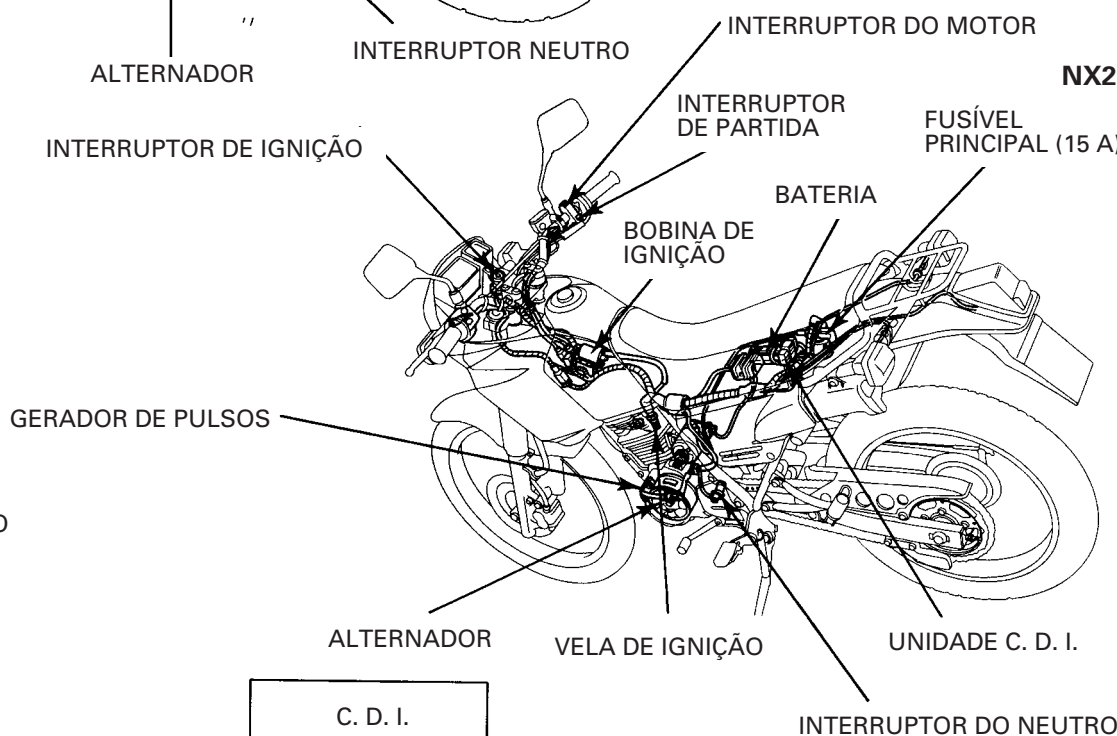 INTERRUPTOR DO MOTOR
INTERRUPTOR NEUTRO
ALTERNADOR
NX2
INTERRUPTOR
DE PARTIDA
FUSÍVEL
PRINCIPAL (15 A)
INTERRUPTOR DE IGNIÇÃO
BATERIA
BOBINA DE
IGNIÇÃO
GERADOR DE PULSOS
O
ALTERNADOR
VELA DE IGNIÇÃO
UNIDADE C. D. I.
C. D. I.
INTERRUPTOR DO NEUTRO